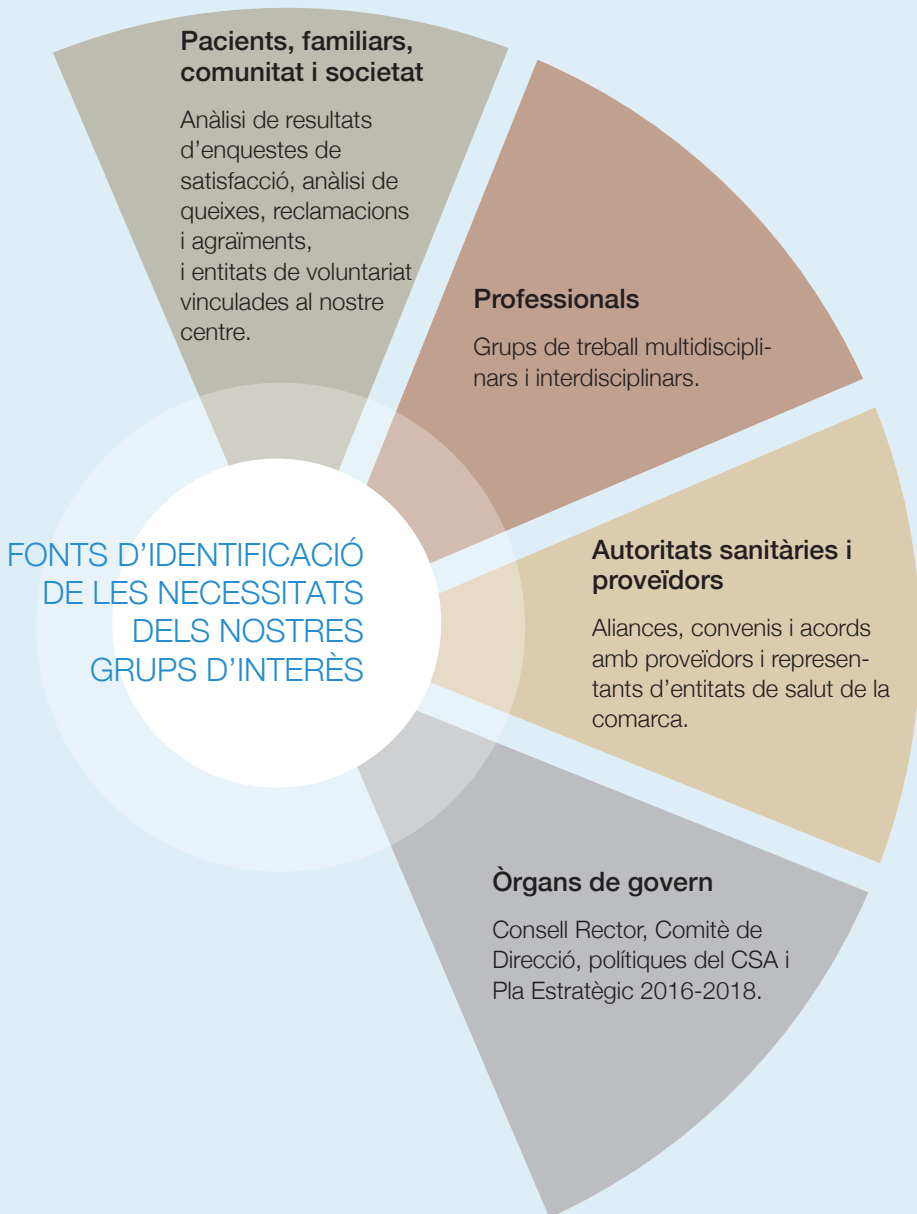 Pacients, familiars,
comunitat i societat
Anàlisi de resultats
d’enquestes de
satisfacció, anàlisi de
queixes, reclamacions
i agraïments,
i entitats de voluntariat
vinculades al nostre
centre.
Professionals
Grups de treball multidiscipli-
nars i interdisciplinars.
FONTS D’IDENTIFICACIÓ
DE LES NECESSITATS
DELS NOSTRES
GRUPS D’INTERÈS
Autoritats sanitàries i
proveïdors
Aliances, convenis i acords
amb proveïdors i represen-
tants d’entitats de salut de la
comarca.
Òrgans de govern
Consell Rector, Comitè de
Direcció, polítiques del CSA i
Pla Estratègic 2016-2018.